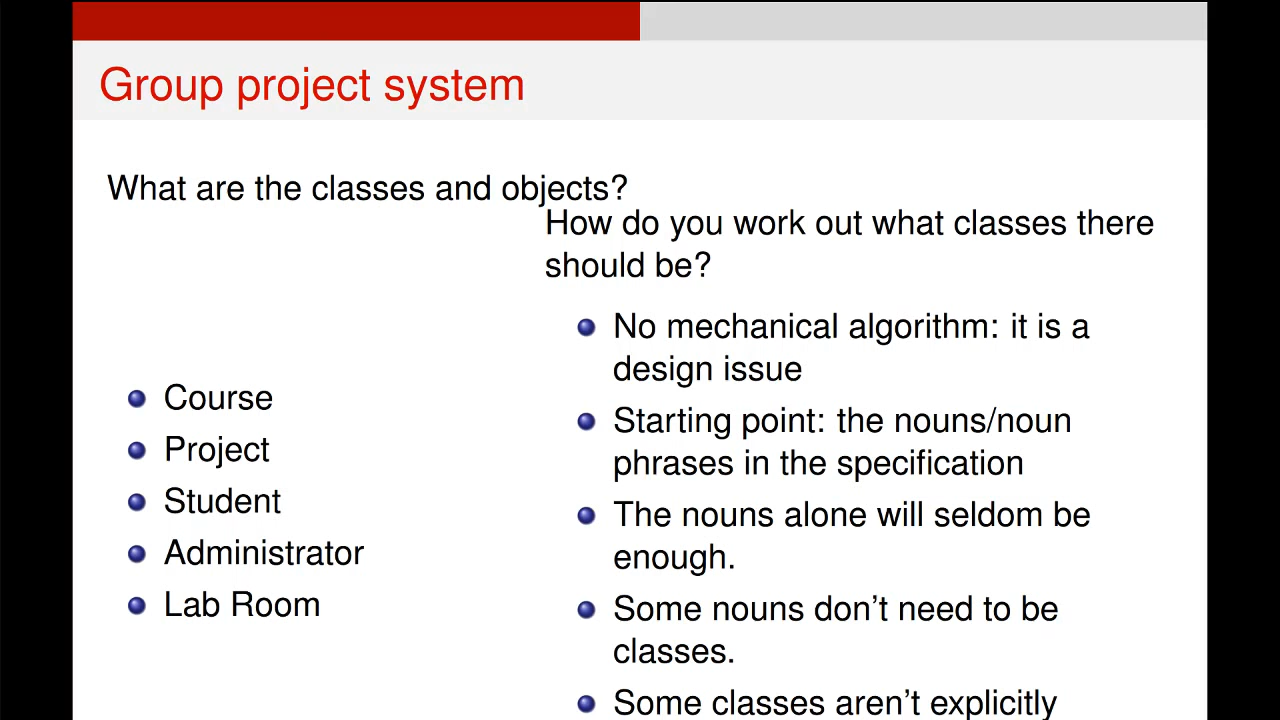 Group project system
What are the classes and objects?
Course
Project
Student
Administrator
Lab Room
How do you work out what classes there
should be?
No mechanical algorithm: it is a
design issue
Starting point: the nouns/noun
phrases in the specification
The nouns alone will seldom be
enough.
Some nouns don't need to be
classes.
Some classes aren't explicitly